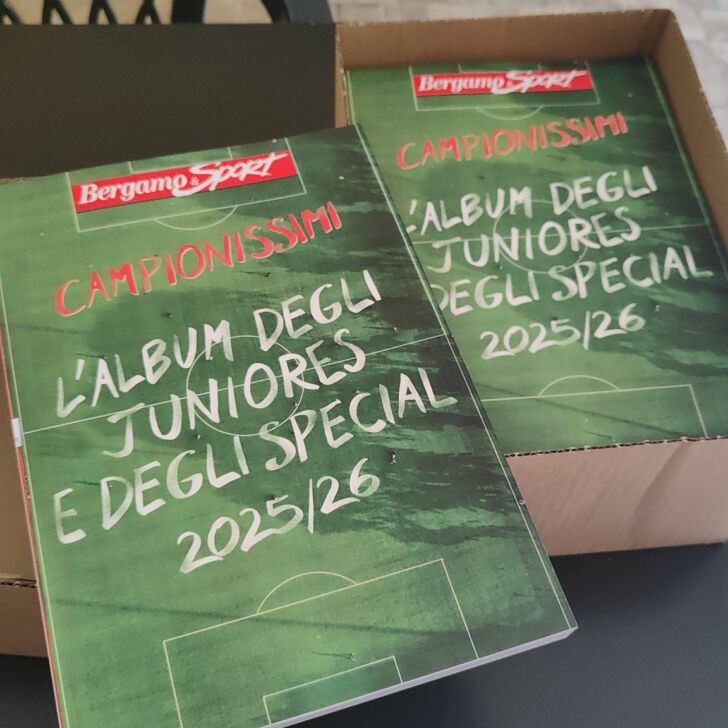 Bergamo & SPORT
CAMPIONISSIMI
L'ALBUM DEGLI
JUNIORES
E DEGLI SPECIAL
2025/26
Bergamo & SPORT
CAMPIONISSIMI
'ALBUM DEGLI
JUNIORES
DEGLI SPECIAL
2025/26